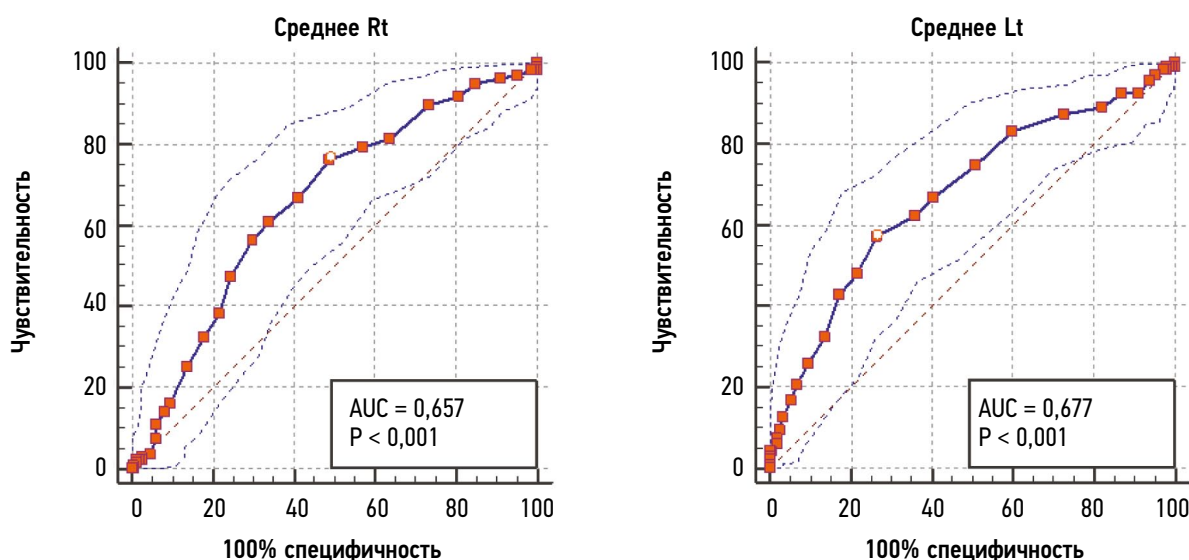 Среднее Rt
100
80
60
40
20
0
Чувствительность
AUC = 0,657
P < 0,001
0 20 40 60 80 100
100% специфичность
Среднее Lt
100
80
60
40
20
0
Чувствительность
AUC = 0,677
P < 0,001
0 20 40 60 80 100
100% специфичность